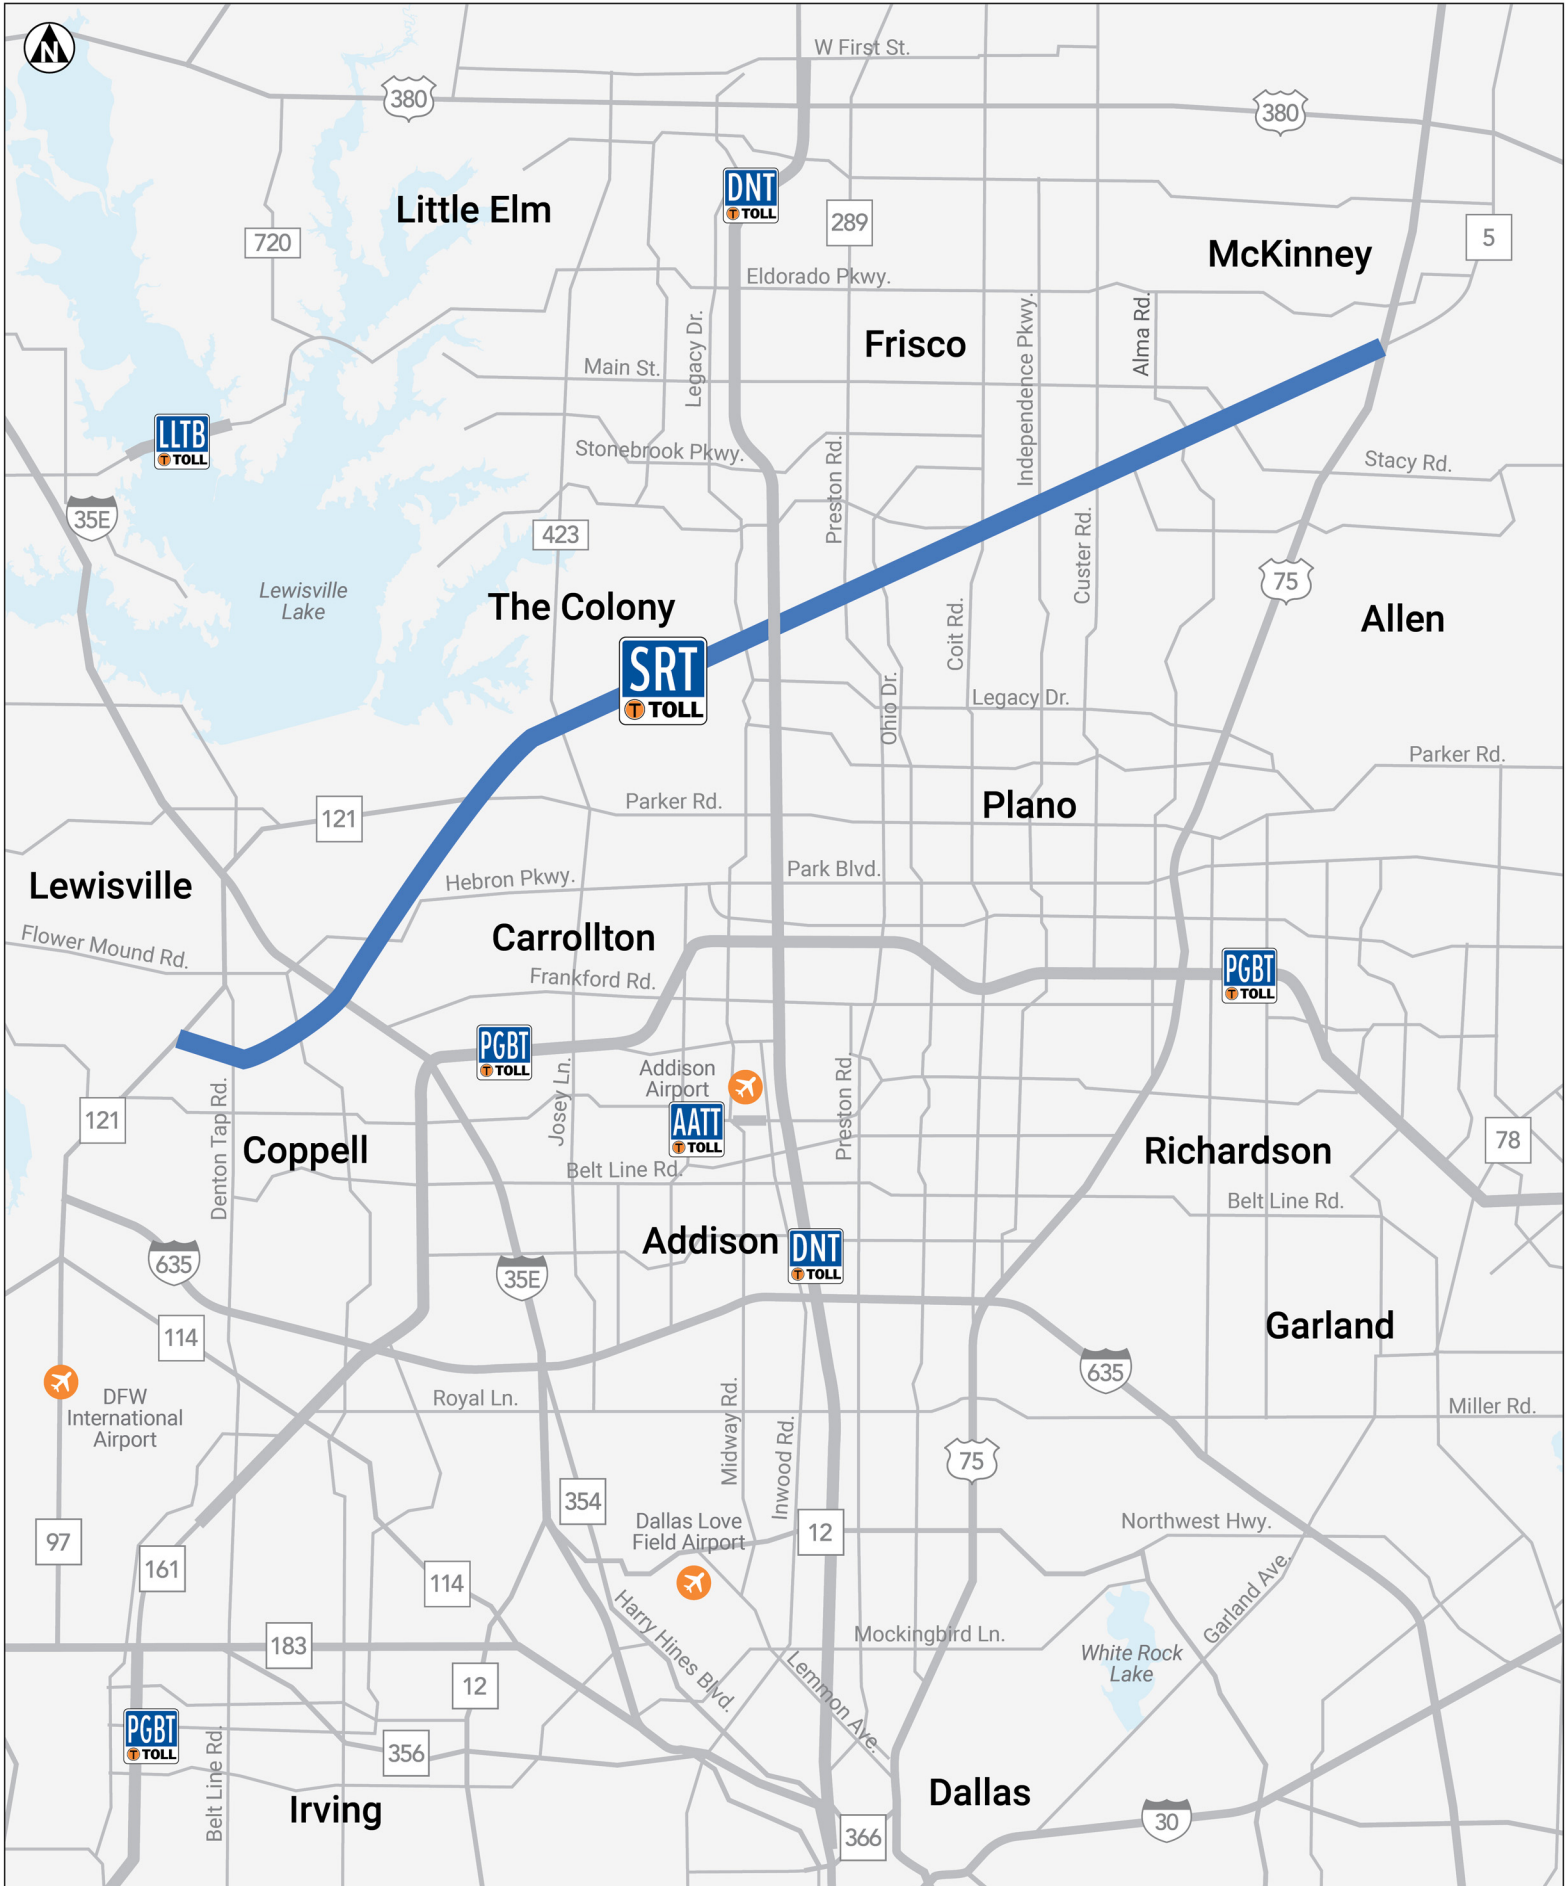 N
W First St.
380
380
DNT
TOLL
289
Little Elm
720
5
McKinney
Eldorado Pkwy.
Legacy Dr.
Frisco
Independence Pkwy.
Alma Rd.
Main St.
LLTB
TOLL
Stonebrook Pkwy.
Preston Rd.
Stacy Rd.
35E
423
Custer Rd.
75
Lewisville
Lake
The Colony
Coit Rd.
Allen
SRT
TOLL
Ohio Dr.
Legacy Dr.
Parker Rd.
121
Parker Rd.
Plano
Lewisville
Hebron Pkwy.
Park Blvd.
Flower Mound Rd.
Carrollton
Frankford Rd.
PGBT
TOLL
PGBT
TOLL
Addison
Airport
Josey Ln.
AATT
TOLL
Preston Rd.
121
Denton Tap Rd.
Coppell
Belt Line Rd.
Richardson
78
Belt Line Rd.
Addison
DNT
TOLL
635
35E
114
Garland
635
DFW
International
Airport
Royal Ln.
Midway Rd.
Inwood Rd.
Miller Rd.
75
354
Dallas Love
Field Airport
12
Northwest Hwy.
97
161
114
Garland Ave.
Harry Hines Blvd.
Mockingbird Ln.
183
White Rock
Lake
12
Lemmon Ave.
PGBT
TOLL
356
Belt Line Rd.
Irving
Dallas
366
30